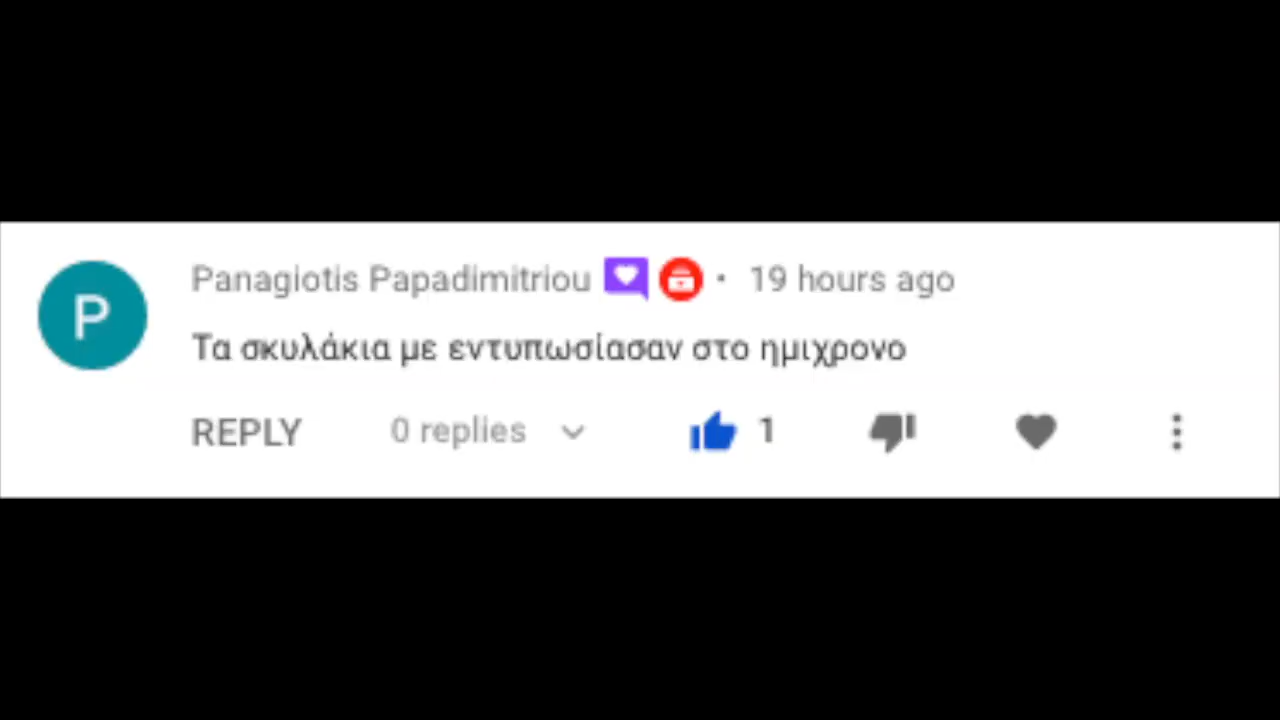 P
Panagiotis Papadimitriou · 19 hours ago
Τα σκυλάκια με εντυπωσίασαν στο ημιχρονο
REPLY 0 replies 1